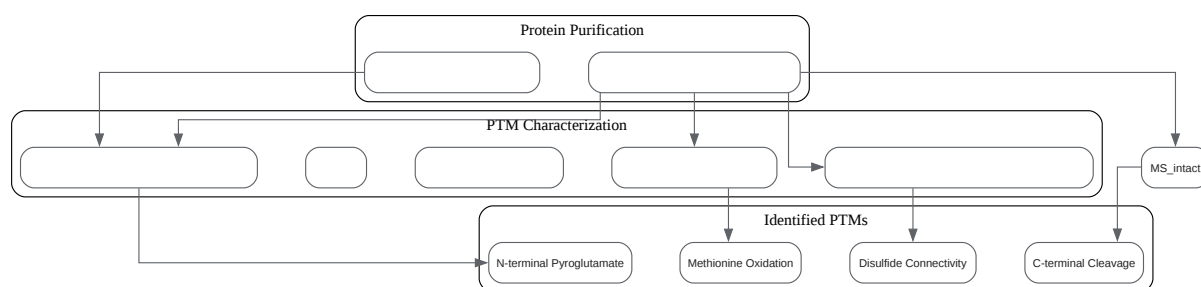 Protein Purification
PTM Characterization
MS_intact
Identified PTMs
N-terminal Pyroglutamate
Methionine Oxidation
Disulfide Connectivity
C-terminal Cleavage